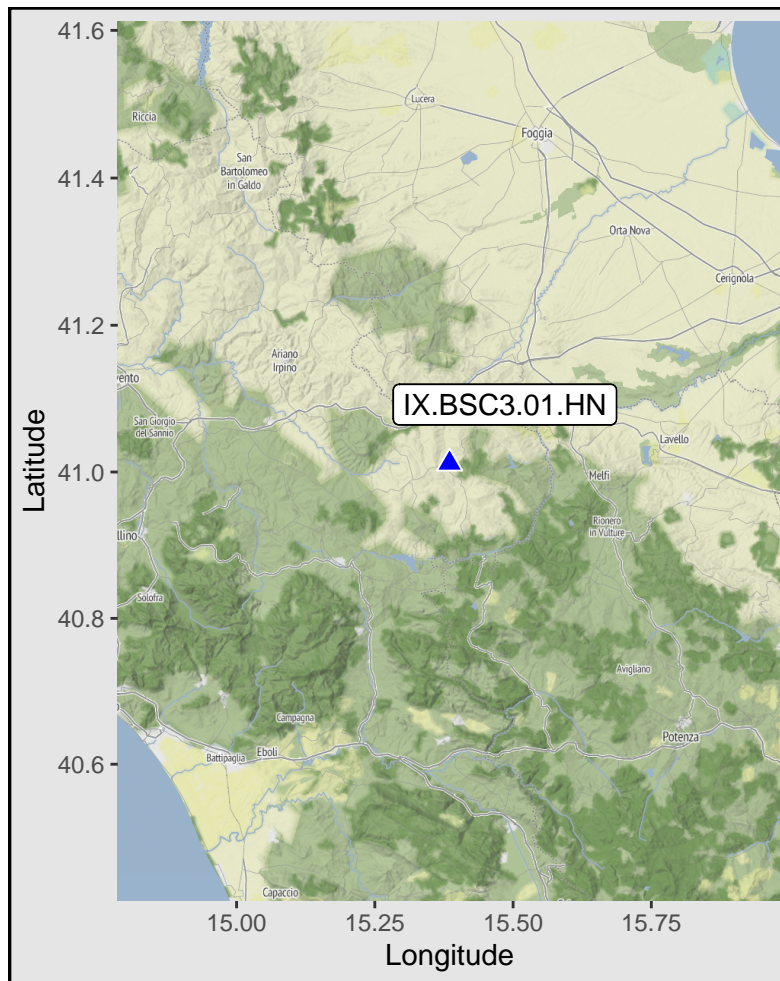 41.6
Lucera
Riccia
Foggia
San
Bartolomeo
in Galdo
41.4
Orta Nova
Cerignola
41.2
Ariano
Irpino
vento
IX.BSC3.01.HN
San Giorgio
del Sannio
Lavello
Latitude
41.0
Melfi
Rionero
in Vulture
llino
Solofra
40.8
Avigliano
Campagna
Potenza
Eboli
Battipaglia
40.6
Capaccio
15.00
15.25
15.50
15.75
Longitude